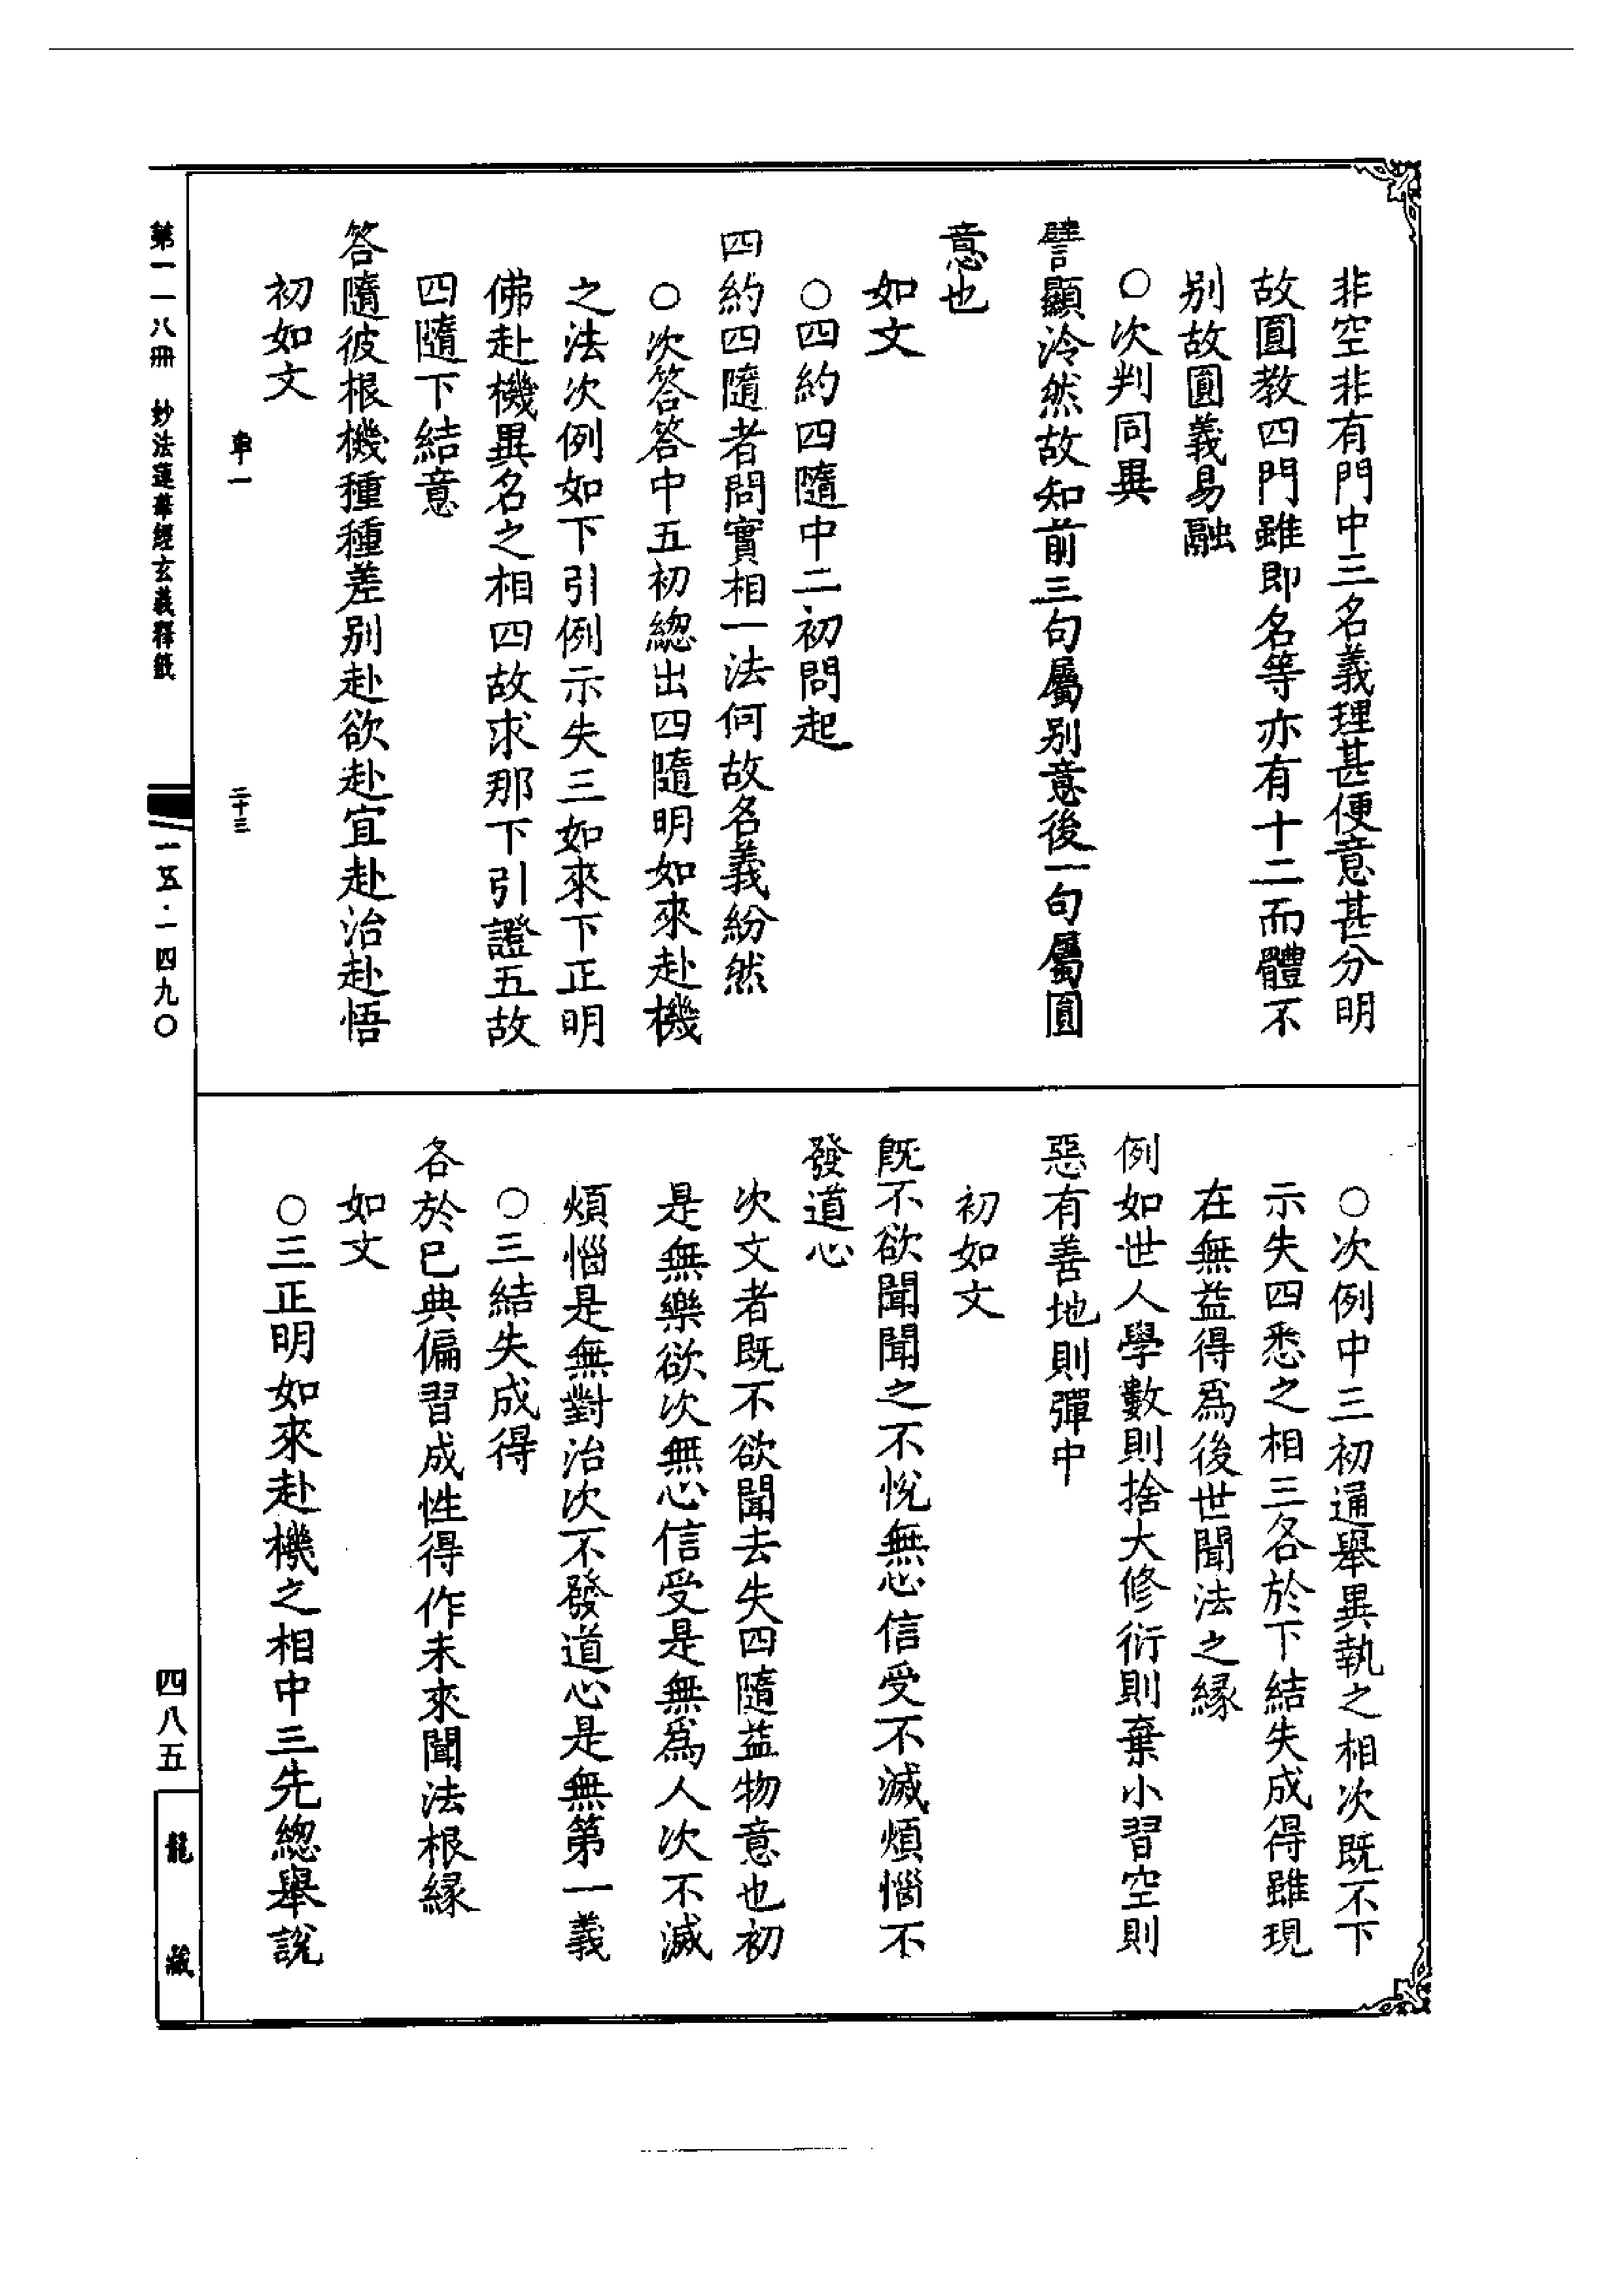 非空非有門中三名義理甚便意甚分明
故圓教四門雖即名等亦有十二而體不
别故圓義易融
○次判同異
譬顯泠然故知前三句屬别意後一句屬圓
意也
如文
○四約四隨中二初問起
四約四隨者問實相一法何故名義紛然
○次答答中五初總出四隨明如來赴機
之法次例如下引例示失三如來下正明
佛赴機異名之相四故求那下引證五故
四隨下結意
答隨彼根機種種差别赴欲赴宜赴治赴悟
初如文
○次例中三初通舉異執之相次既不下
示失四悉之相三各於下結失成得雖現
在無益得爲後世聞法之緣
例如世人學數則捨大修衍則棄小習空則
惡有善地則彈中
初如文
既不欲聞聞之不悅無心信受不滅煩惱不
發道心
次文者既不欲聞去失四隨益物意也初
是無樂欲次無心信受是無爲人次不滅
煩惱是無對治次不發道心是無第一義
○三結失成得
各於已典偏習成性得作未來聞法根緣
如文
○三正明如來赴機之相中三先總舉說
車一
二十三
第一一八冊 妙法蓮華經玄義釋籤
一五·一四九〇
四八五
龍藏